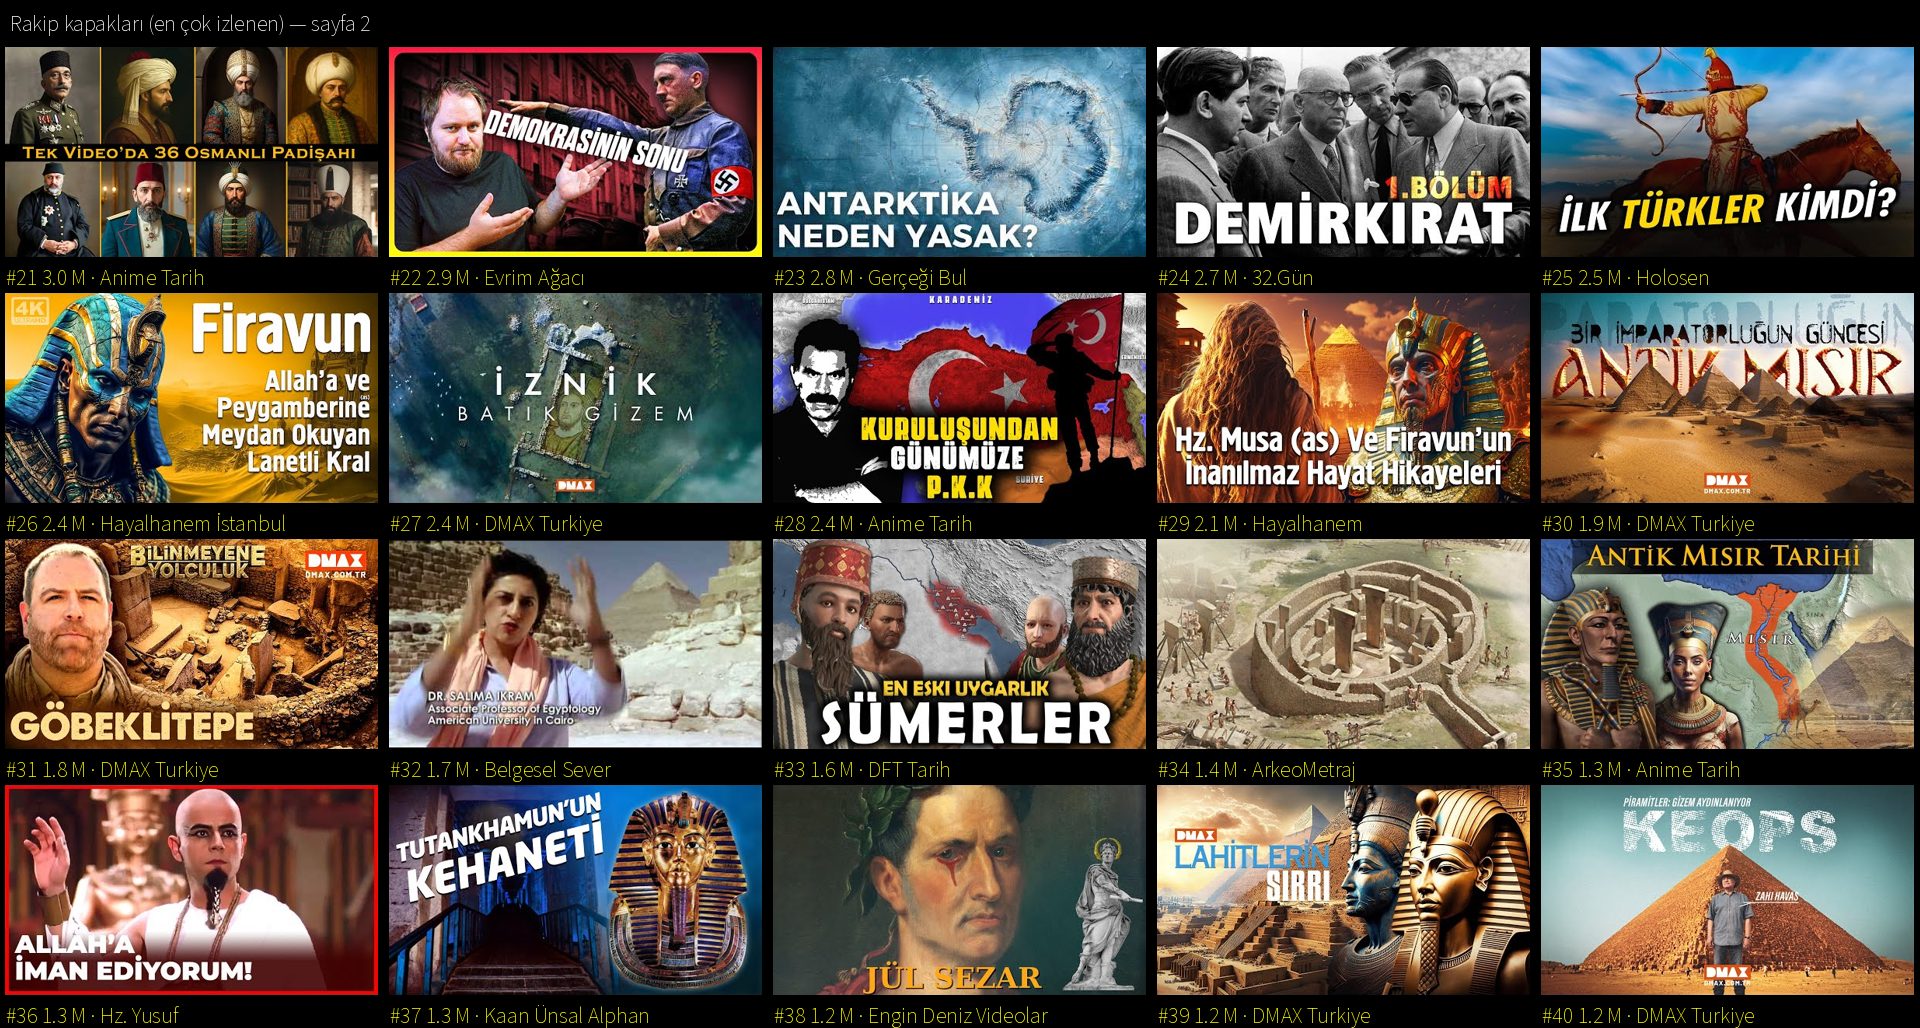 Rakip kapakları (en çok izlenen) — sayfa 2
TEK VİDEO'DA 36 OSMANLI PADİŞAHI
#21 3.0 M · Anime Tarih
DEMOKRASİNİN SONU
#22 2.9 M · Evrim Ağacı
ANTARKTİKA
NEDEN YASAK?
#23 2.8 M · Gerçeği Bul
1.BÖLÜM
DEMİRKIRAT
#24 2.7 M · 32.Gün
İLK TÜRKLER KİMDİ?
#25 2.5 M · Holosen
4K
Firavun
Allah'a ve
Peygamberine
Meydan Okuyan
Lanetli Kral
#26 2.4 M · Hayalhanem İstanbul
İZNİK
BATIK GİZEM
DMAX
#27 2.4 M · DMAX Turkiye
KARADENİZ
KURULUŞUNDAN
GÜNÜMÜZE
P.K.K
SURİYE
#28 2.4 M · Anime Tarih
Hz. Musa (as) Ve Firavun'un
İnanılmaz Hayat Hikayeleri
#29 2.1 M · Hayalhanem
BİR İMPARATORLUĞUN GÜNCESİ
ANTİK MISIR
DMAX
DMAX.COM.TR
#30 1.9 M · DMAX Turkiye
BİLİNMEYENE
YOLCULUK
DMAX
DMAX.COM.TR
GÖBEKLİTEPE
#31 1.8 M · DMAX Turkiye
DR. SALIMA IKRAM
Associate Professor of Egyptology
American University in Cairo
#32 1.7 M · Belgesel Sever
EN ESKI UYGARLIK
SÜMERLER
#33 1.6 M · DFT Tarih
#34 1.4 M · ArkeoMetraj
ANTİK MISIR TARİHİ
SİNA
MISIR
#35 1.3 M · Anime Tarih
ALLAH'A
İMAN EDİYORUM!
#36 1.3 M · Hz. Yusuf
TUTANKHAMUN'UN
KEHANETİ
#37 1.3 M · Kaan Ünsal Alphan
JÜL SEZAR
#38 1.2 M · Engin Deniz Videolar
DMAX
LAHİTLERİN
SIRRI
#39 1.2 M · DMAX Turkiye
PİRAMİTLER: GİZEM AYDINLANIYOR
KEOPS
ZAHI HAVAS
DMAX
DMAX.COM.TR
#40 1.2 M · DMAX Turkiye